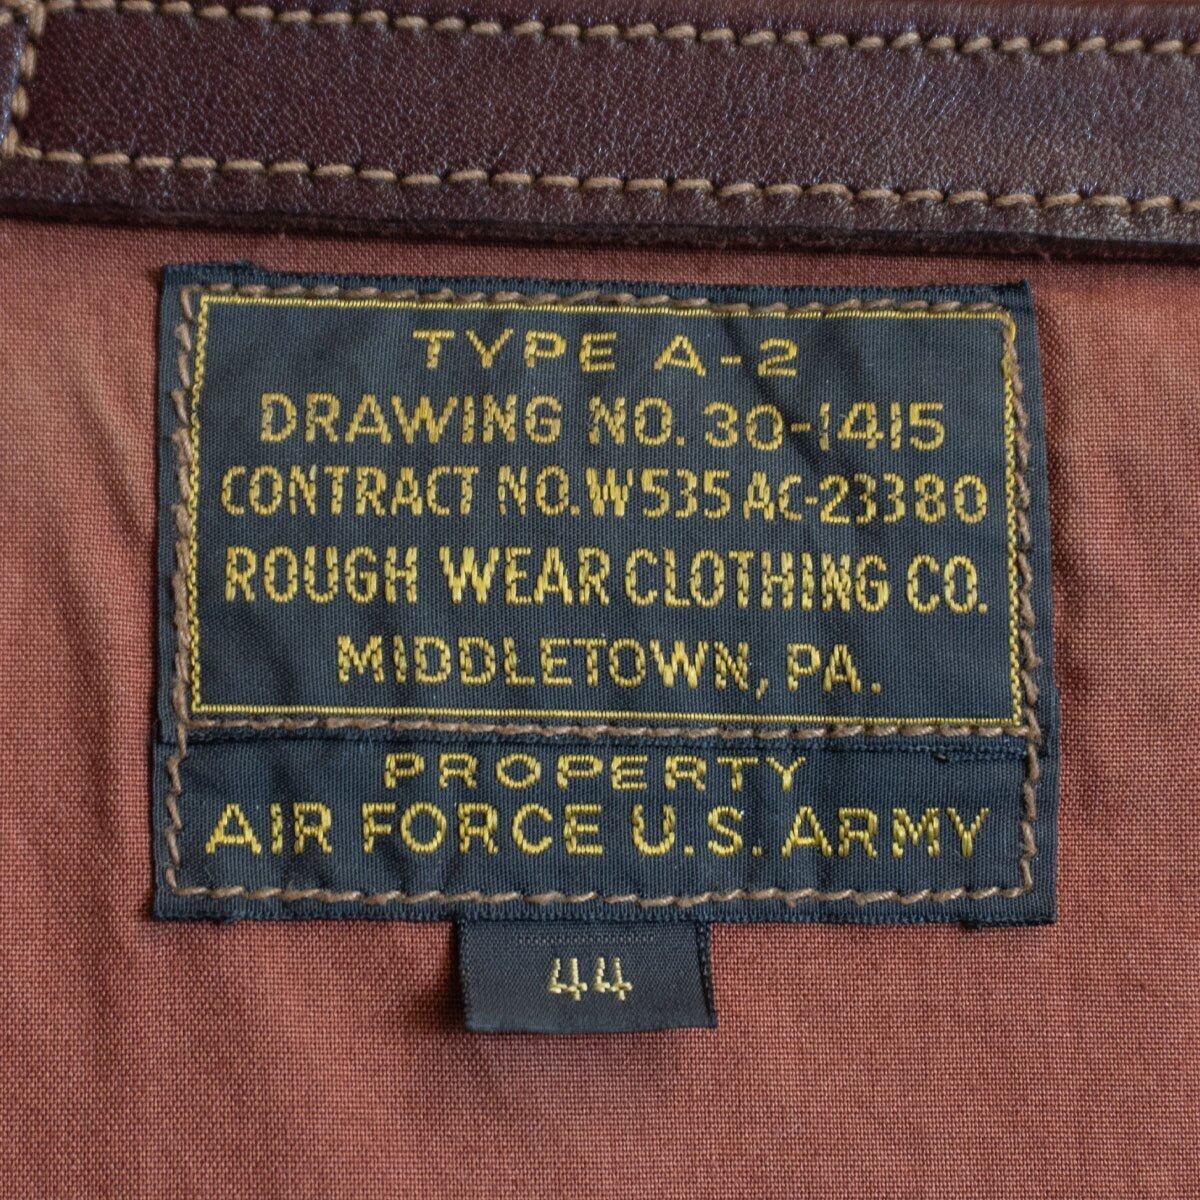 TYPE A-2
DRAWING NO. 30-1415
CONTRACT NO. W535 AC-23380
ROUGH WEAR CLOTHING CO.
MIDDLETOWN, PA.
PROPERTY
AIR FORCE U.S. ARMY
44